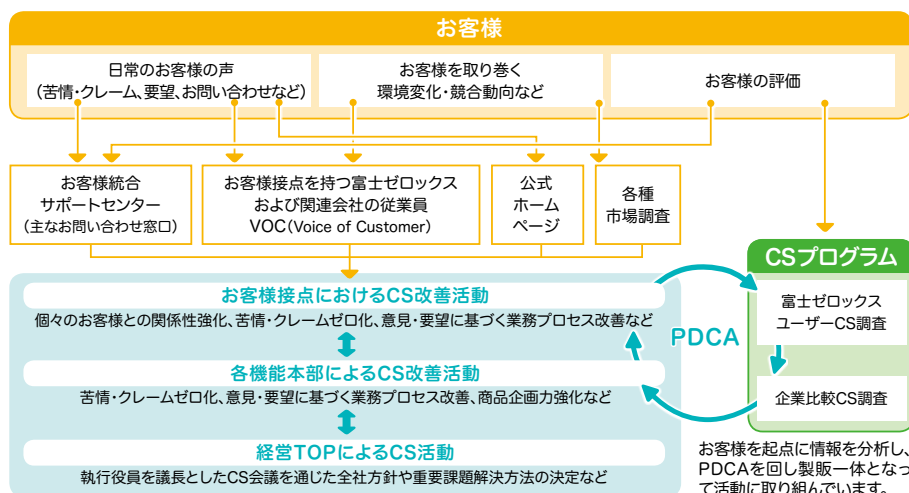 お客様
日常のお客様の声
(苦情・クレーム、要望、お問い合わせなど)
お客様を取り巻く
環境変化・競合動向など
お客様の評価
お客様統合
サポートセンター
(主なお問い合わせ窓口)
お客様接点を持つ富士ゼロックス
および関連会社の従業員
VOC(Voice of Customer)
公式
ホーム
ページ
各種
市場調査
CSプログラム
富士ゼロックス
ユーザーCS調査
企業比較CS調査
PDCA
お客様接点におけるCS改善活動
個々のお客様との関係性強化、苦情・クレームゼロ化、意見・要望に基づく業務プロセス改善など
各機能本部によるCS改善活動
苦情・クレームゼロ化、意見・要望に基づく業務プロセス改善、商品企画力強化など
経営TOPによるCS活動
執行役員を議長としたCS会議を通じた全社方針や重要課題解決方法の決定など
お客様を起点に情報を分析し、
PDCAを回し製販一体となっ
て活動に取り組んでいます。